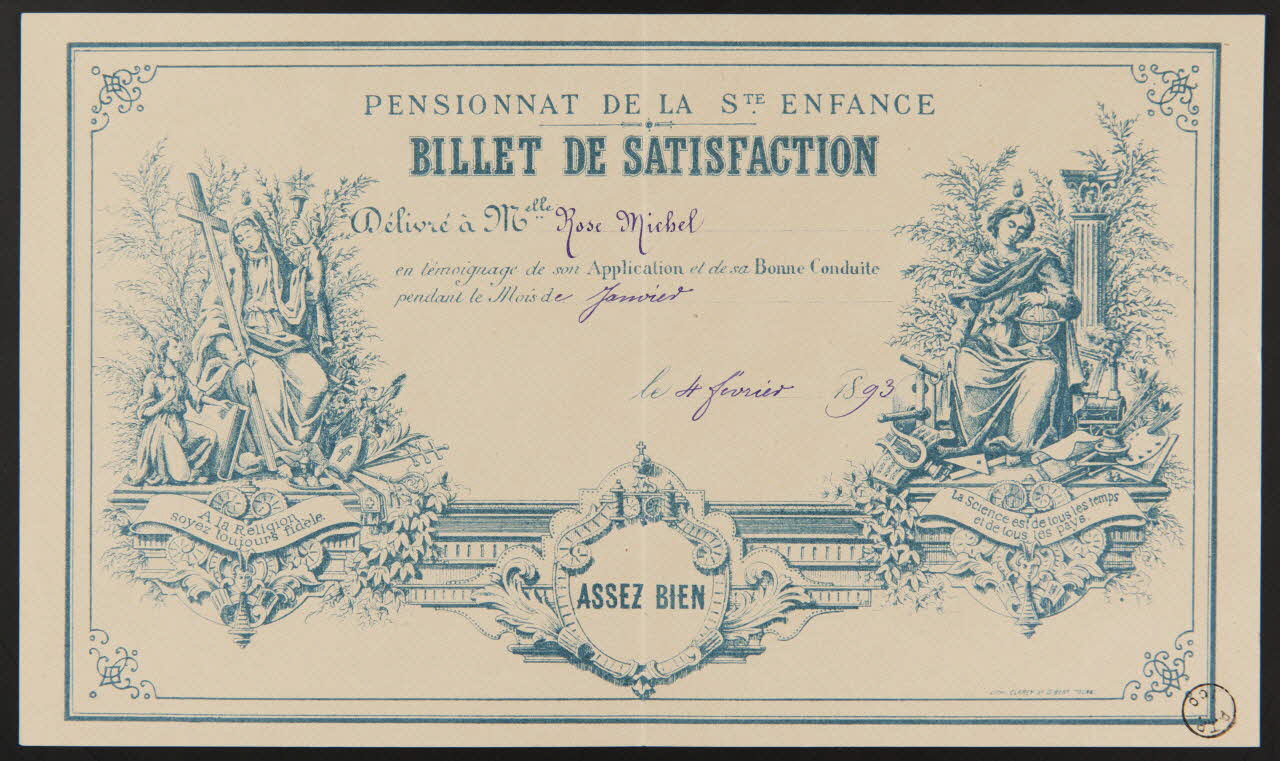 PENSIONNAT DE LA STE ENFANCE
BILLET DE SATISFACTION
Délivré à Melle Rose Michel
en témoignage de son Application et de sa Bonne Conduite
pendant le Mois de Janvier
le 4 février 1893
A la Religion
soyez toujours fidèle
La Science est de tous les temps
et de tous les pays
ASSEZ BIEN